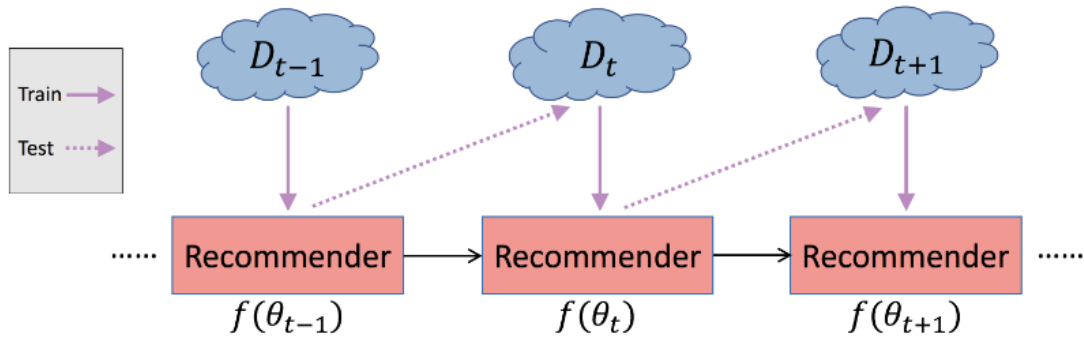 D_{t-1}
D_t
D_{t+1}
Train
Test
...... Recommender Recommender Recommender ......
f(θ_{t-1})
f(θ_t)
f(θ_{t+1})